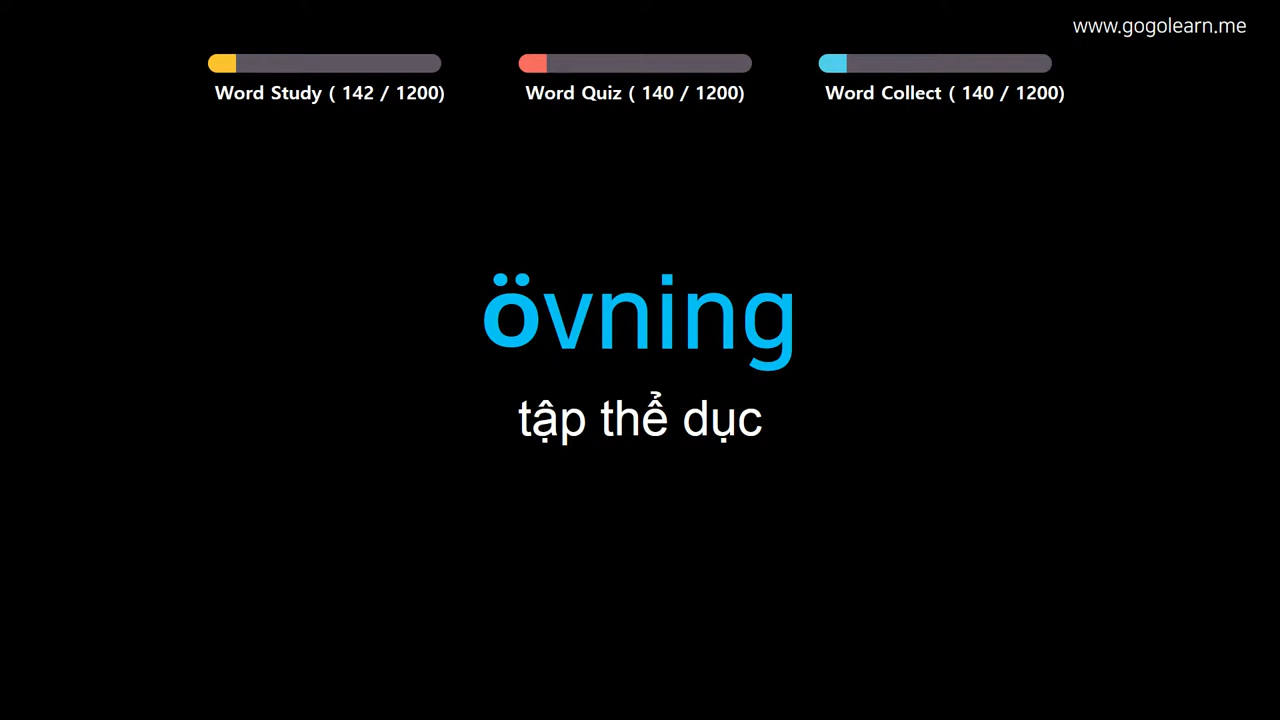 www.gogolearn.me
Word Study ( 142 / 1200)
Word Quiz ( 140 / 1200)
Word Collect ( 140 / 1200)
övning
tập thể dục